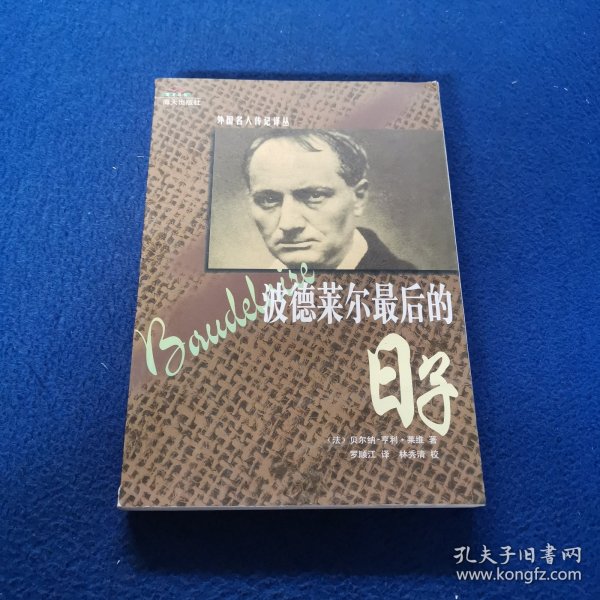 海天出版社
外国名人传记译丛
Baudelaire
波德莱尔最后的
日子
（法）贝尔纳-亨利·莱维 著
罗顺江 译 林秀清 校
孔夫子旧书网
www.kongfz.com